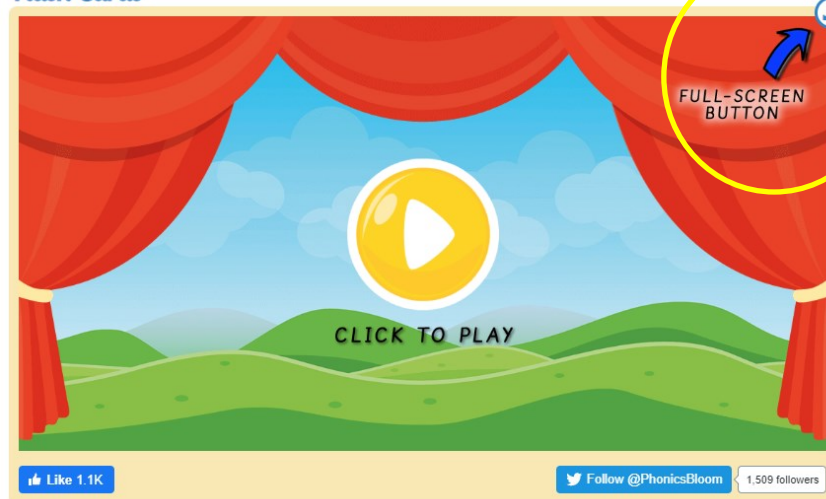 FULL-SCREEN
BUTTON
CLICK TO PLAY
Like 1.1K
Follow @PhonicsBloom
1,509 followers